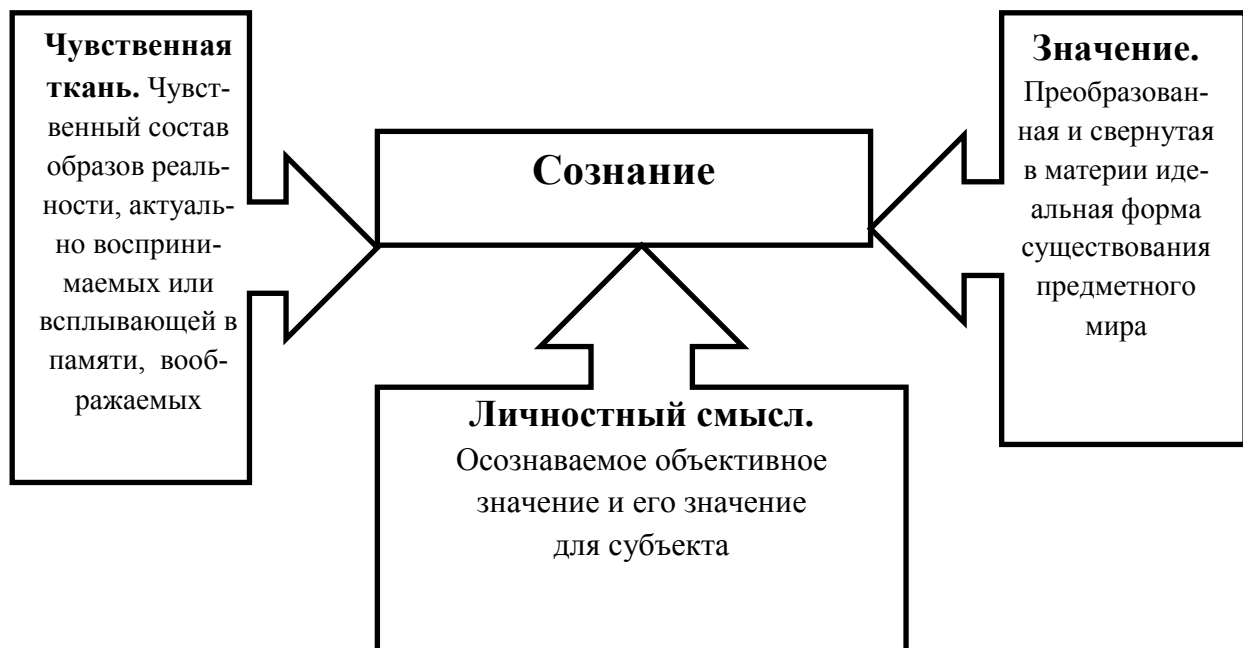 Чувственная
ткань. Чувст-
венный состав
образов реаль-
ности, актуаль-
но восприни-
маемых или
всплывающей в
памяти, вооб-
ражаемых
Сознание
Значение.
Преобразован-
ная и свернутая
в материи иде-
альная форма
существования
предметного
мира
Личностный смысл.
Осознаваемое объективное
значение и его значение
для субъекта